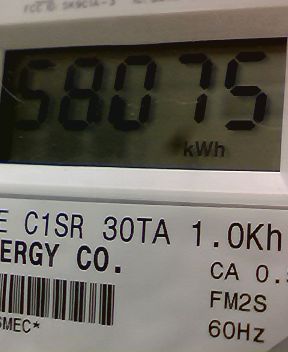 58075
kWh
C1SR 30TA 1.0Kh
ERGY CO.
CA 0.
FM2S
60Hz